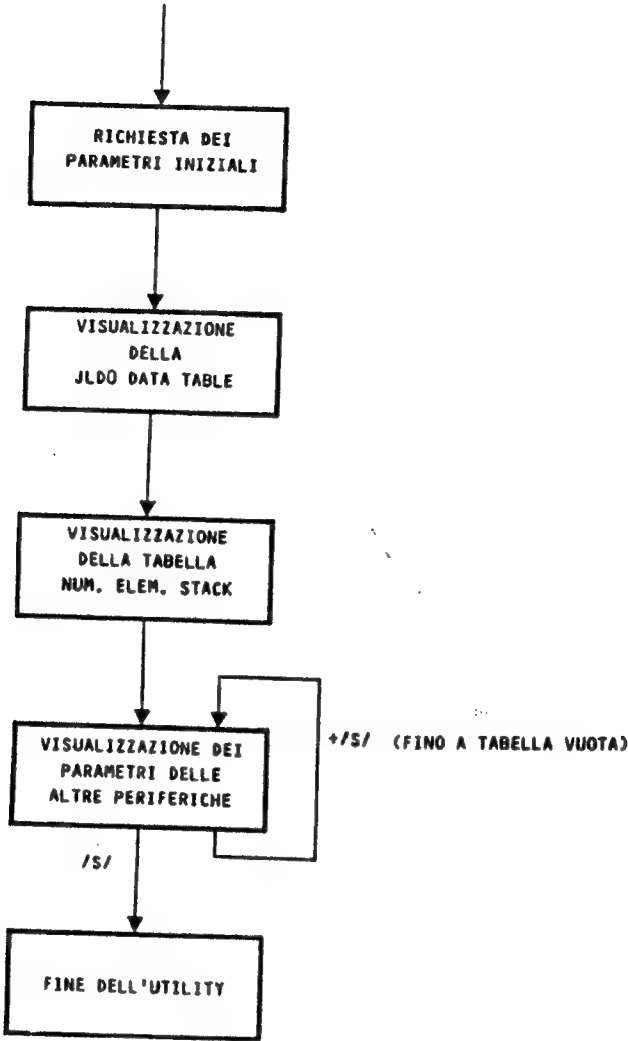 RICHIESTA DEI
PARAMETRI INIZIALI
VISUALIZZAZIONE
DELLA
JLDO DATA TABLE
VISUALIZZAZIONE
DELLA TABELLA
NUM. ELEM. STACK
VISUALIZZAZIONE DEI
PARAMETRI DELLE
ALTRE PERIFERICHE
+/S/ (FINO A TABELLA VUOTA)
/S/
FINE DELL'UTILITY